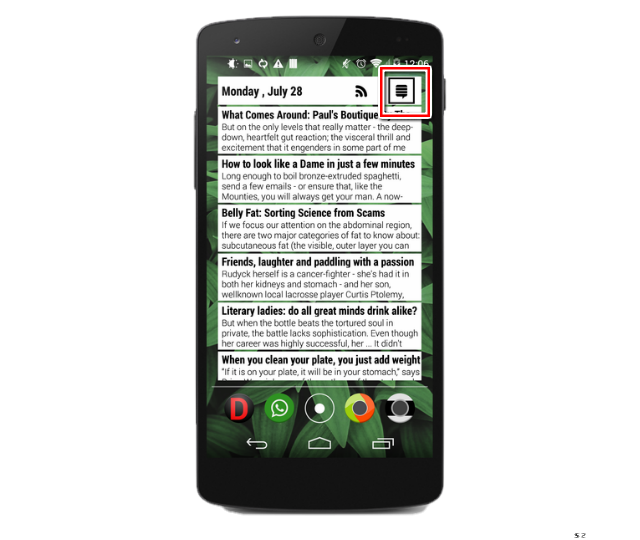 12:06
Monday , July 28
What Comes Around: Paul's Boutique
But on the only levels that really matter - the deep-
down, heartfelt gut reaction; the visceral thrill and
excitement that it engenders in some part of me
How to look like a Dame in just a few minutes
Long enough to boil bronze-extruded spaghetti,
send a few emails - or ensure that, like the
Mounties, you will always get your man. A now-
Belly Fat: Sorting Science from Scams
If we focus our attention on the abdominal region,
there are two major categories of fat to know about:
subcutaneous fat (the visible, outer layer you can
Friends, laughter and paddling with a passion
Rudyck herself is a cancer-fighter - she's had it in
both her kidneys and stomach - and her son,
wellknown local lacrosse player Curtis Ptolemy,
Literary ladies: do all great minds drink alike?
But when the bottle beats the tortured soul in
private, the battle lacks sophistication. Even though
her career was highly successful, her ... It didn't
When you clean your plate, you just add weight
"If it is on your plate, it will be in your stomach," says
D
S 2